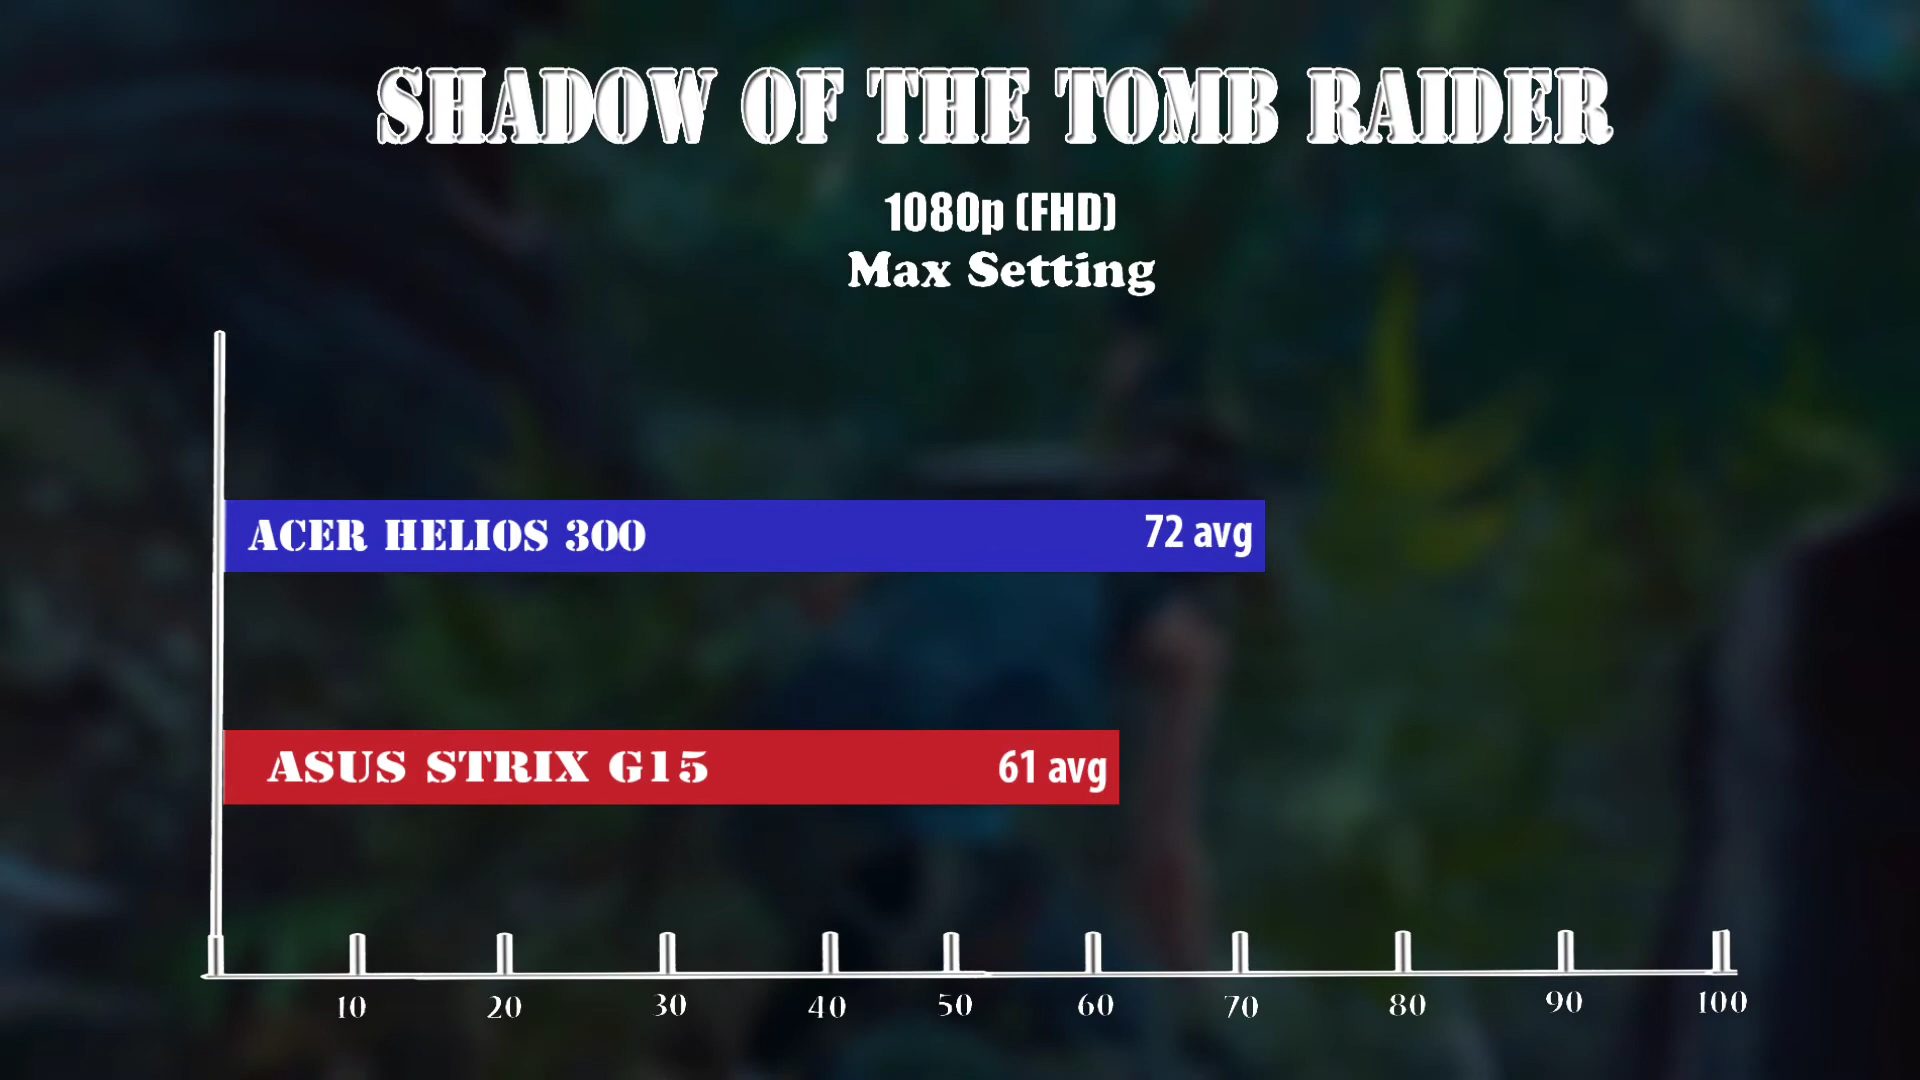 SHADOW OF THE TOMB RAIDER
1080p (FHD)
Max Setting
ACER HELIOS 300 72 avg
ASUS STRIX G15 61 avg
10 20 30 40 50 60 70 80 90 100